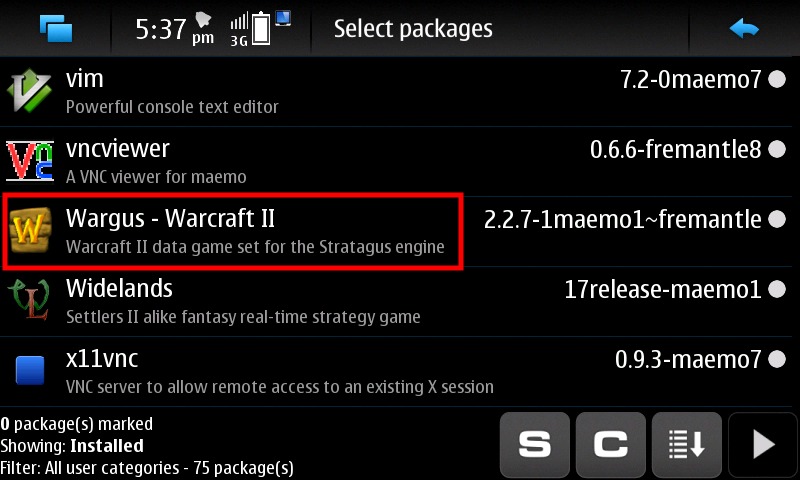 5:37 pm 3G Select packages
vim 7.2-0maemo7
Powerful console text editor
vncviewer 0.6.6-fremantle8
A VNC viewer for maemo
Wargus - Warcraft II 2.2.7-1maemo1~fremantle
Warcraft II data game set for the Stratagus engine
Widelands 17release-maemo1
Settlers II alike fantasy real-time strategy game
x11vnc 0.9.3-maemo7
VNC server to allow remote access to an existing X session
0 package(s) marked
Showing: Installed
Filter: All user categories - 75 package(s)
S C